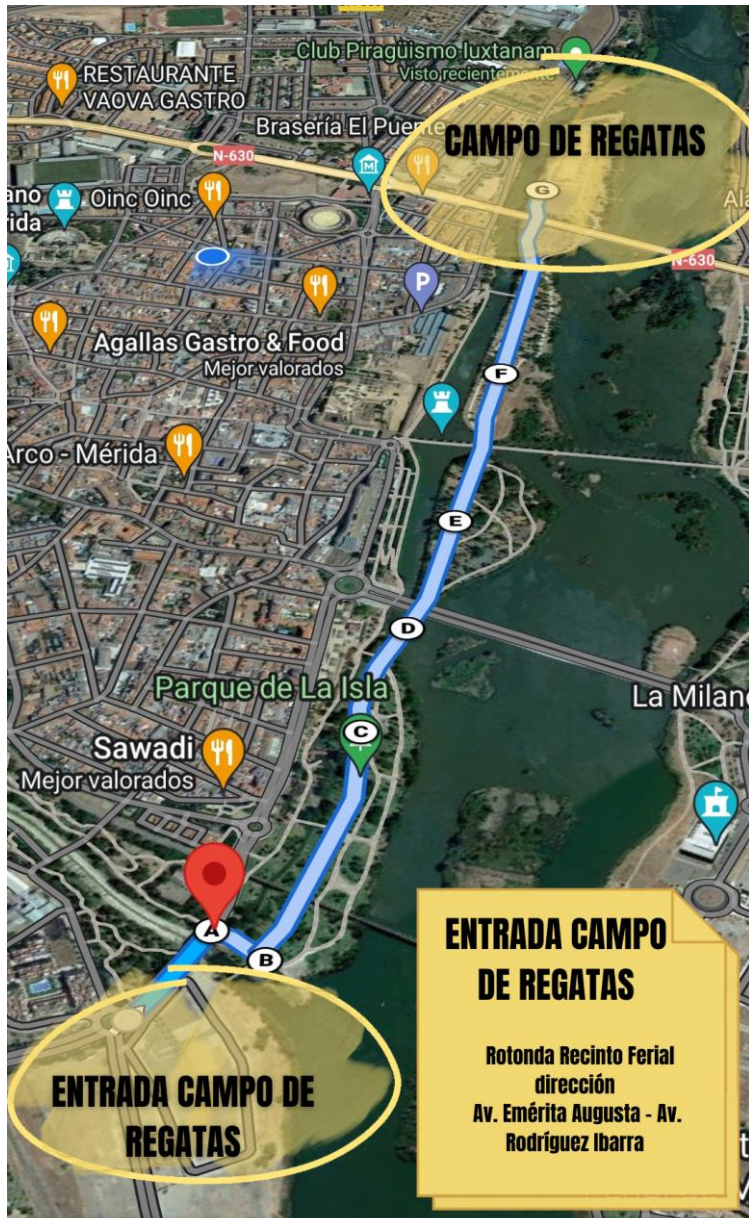 Club Piragüismo Iuxtanam
Visto recientemente
RESTAURANTE
VAOVA GASTRO
CAMPO DE REGATAS
Brasería El Puente
N-630
M
G
ano
rida
Oinc Oinc
N-630
P
Agallas Gastro & Food
Mejor valorados
F
Arco - Mérida
E
D
Parque de La Isla
La Milano
C
Sawadi
Mejor valorados
A
B
ENTRADA CAMPO
DE REGATAS
Rotonda Recinto Ferial
dirección
Av. Emérita Augusta - Av.
Rodríguez Ibarra
ENTRADA CAMPO DE
REGATAS